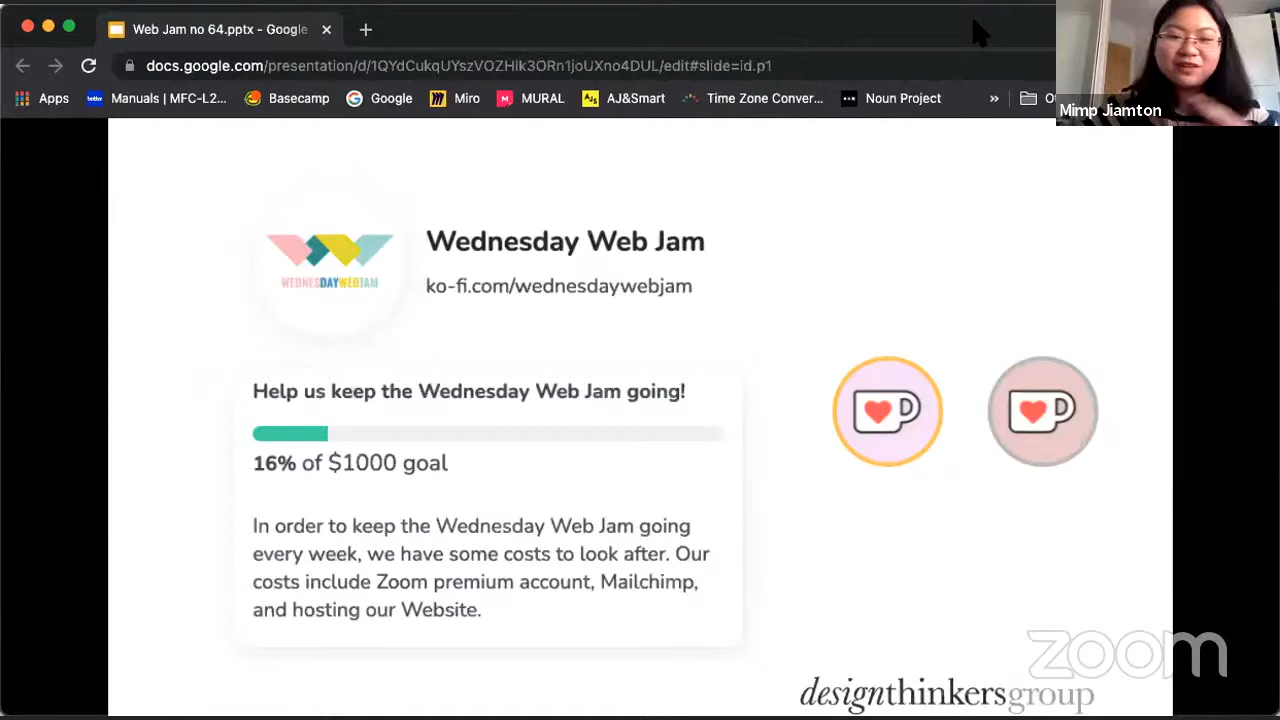 Web Jam no 64.pptx - Google
docs.google.com/presentation/d/1QYdCukqUYszVOZHlk3ORn1joUXno4DUL/edit#slide=id.p1
Apps
Manuals | MFC-L2...
Basecamp
Google
Miro
MURAL
AJ&Smart
Time Zone Conver...
Noun Project
»
Mimp Jiamton
Wednesday Web Jam
ko-fi.com/wednesdaywebjam
WEDNESDAYWEBJAM
Help us keep the Wednesday Web Jam going!
16% of $1000 goal
In order to keep the Wednesday Web Jam going
every week, we have some costs to look after. Our
costs include Zoom premium account, Mailchimp,
and hosting our Website.
zoom
designthinkersgroup